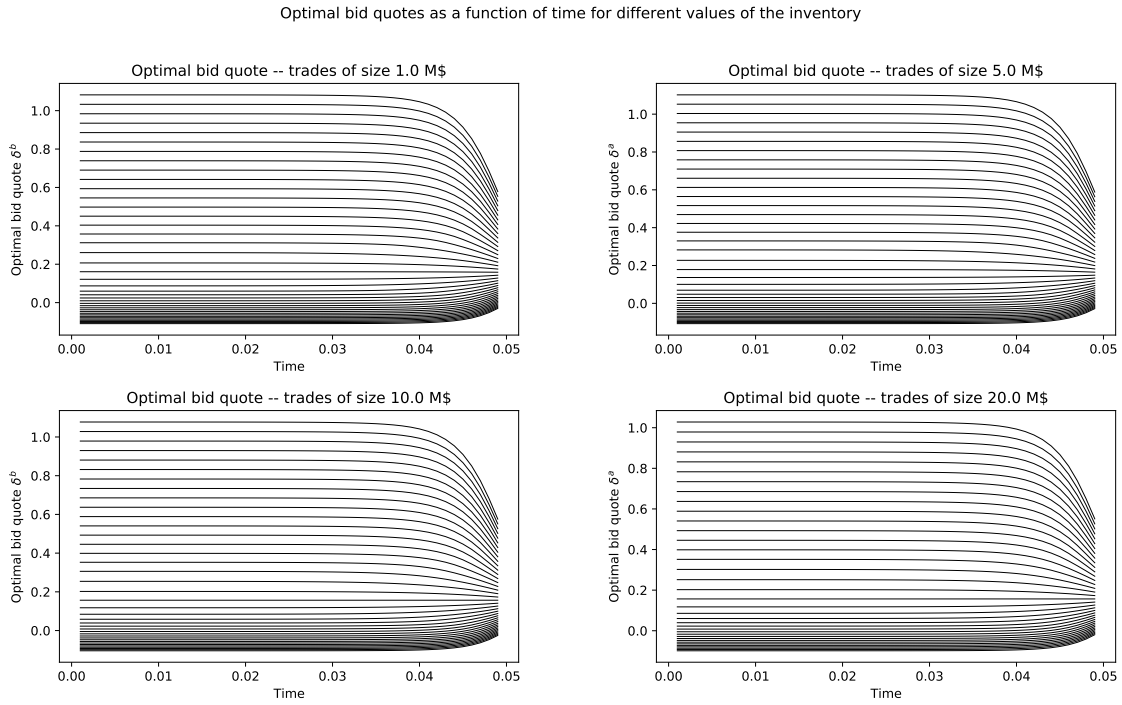 Optimal bid quotes as a function of time for different values of the inventory
Optimal bid quote -- trades of size 1.0 M$
Optimal bid quote δ^b
1.0
0.8
0.6
0.4
0.2
0.0
0.00 0.01 0.02 0.03 0.04 0.05
Time
Optimal bid quote -- trades of size 5.0 M$
Optimal bid quote δ^a
1.0
0.8
0.6
0.4
0.2
0.0
0.00 0.01 0.02 0.03 0.04 0.05
Time
Optimal bid quote -- trades of size 10.0 M$
Optimal bid quote δ^b
1.0
0.8
0.6
0.4
0.2
0.0
0.00 0.01 0.02 0.03 0.04 0.05
Time
Optimal bid quote -- trades of size 20.0 M$
Optimal bid quote δ^a
1.0
0.8
0.6
0.4
0.2
0.0
0.00 0.01 0.02 0.03 0.04 0.05
Time